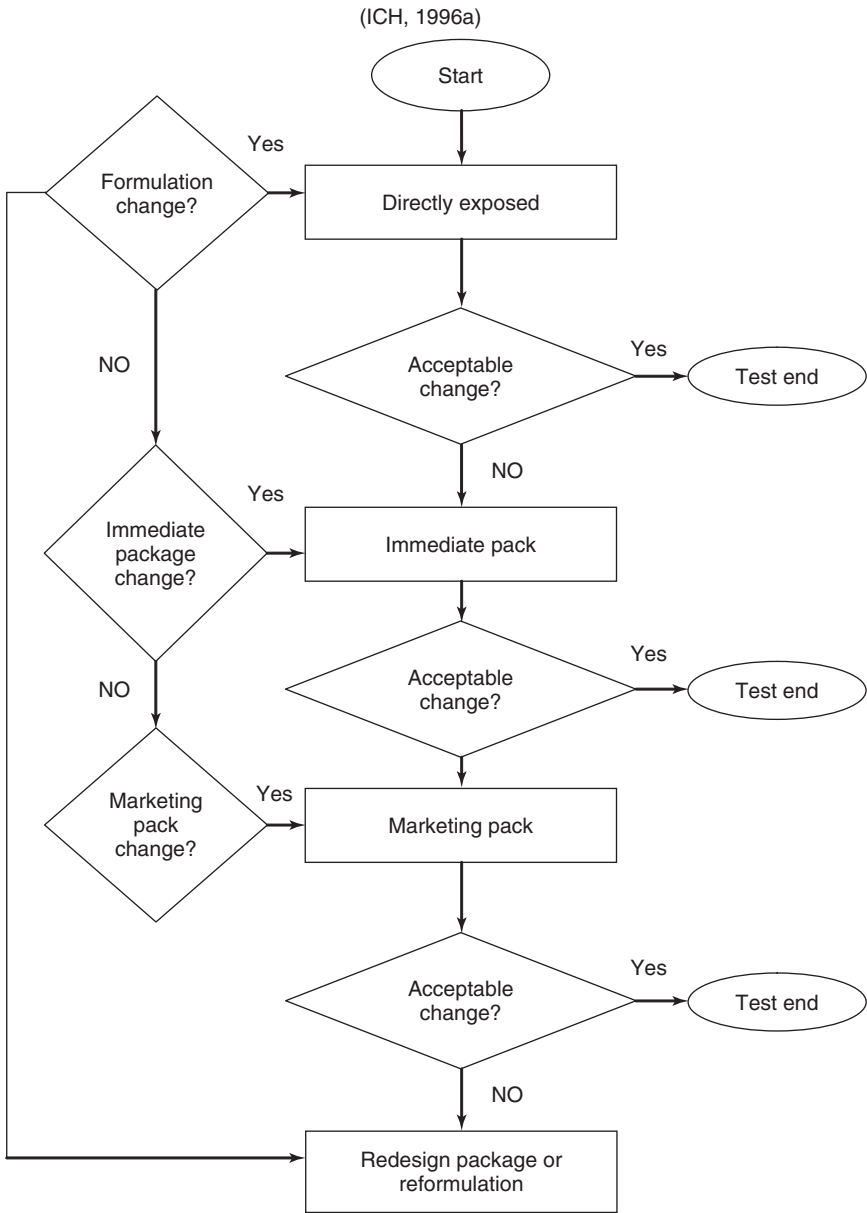 (ICH, 1996a)
Start
Yes
Formulation
change?
Directly exposed
NO
Acceptable
change?
Yes
Test end
NO
Yes
Immediate
package
change?
Immediate pack
NO
Acceptable
change?
Yes
Test end
Yes
Marketing
pack
change?
Marketing pack
Acceptable
change?
Yes
Test end
NO
Redesign package or
reformulation